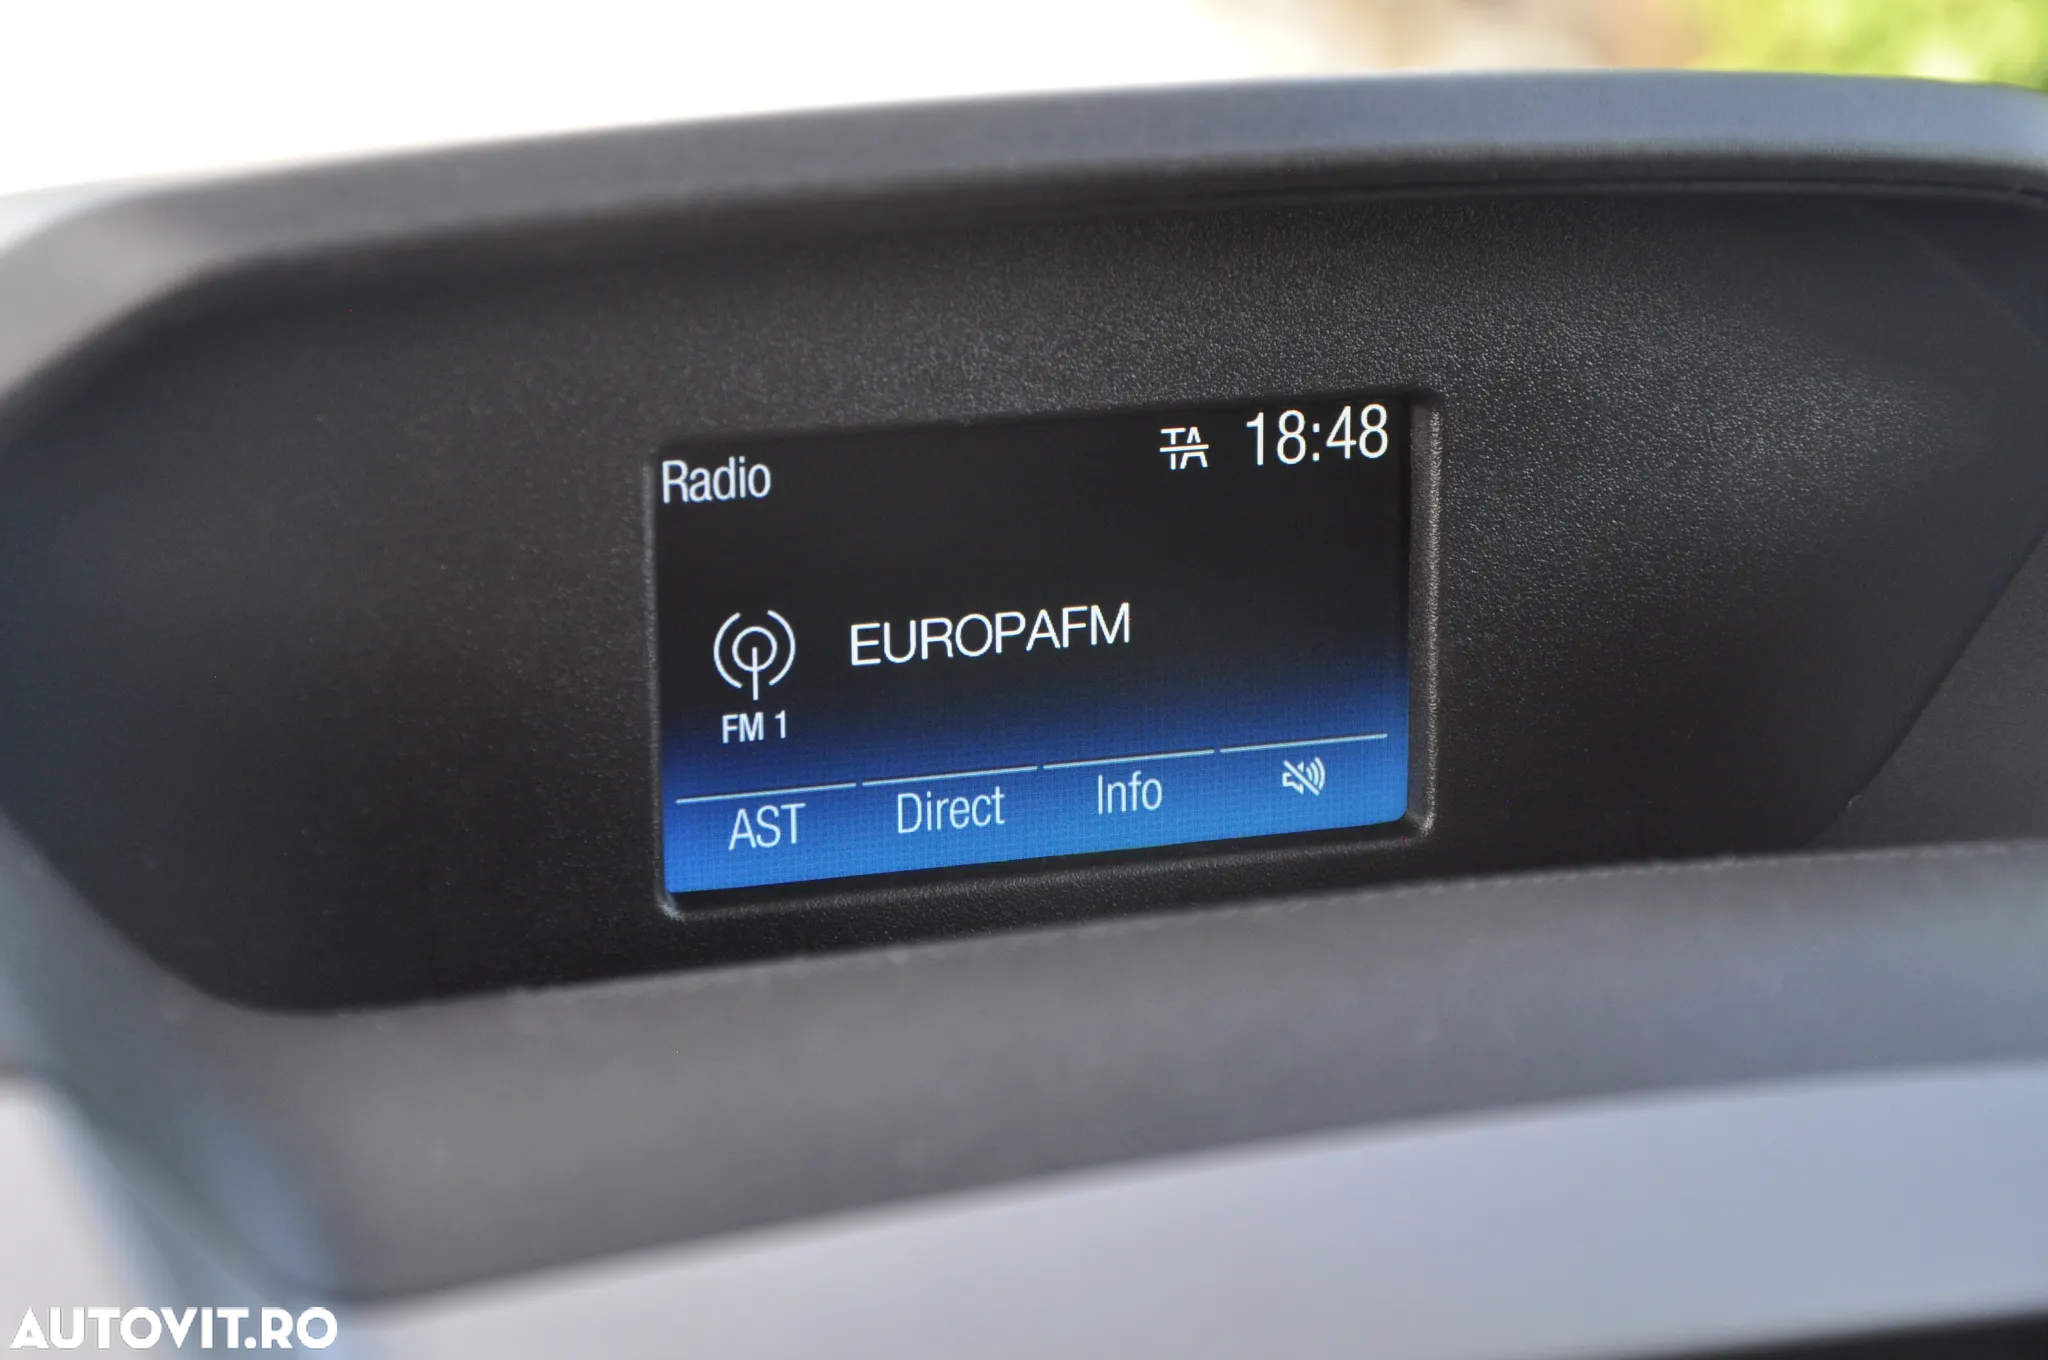 Radio TA 18:48
EUROPAFM
FM 1
AST Direct Info
AUTOVIT.RO